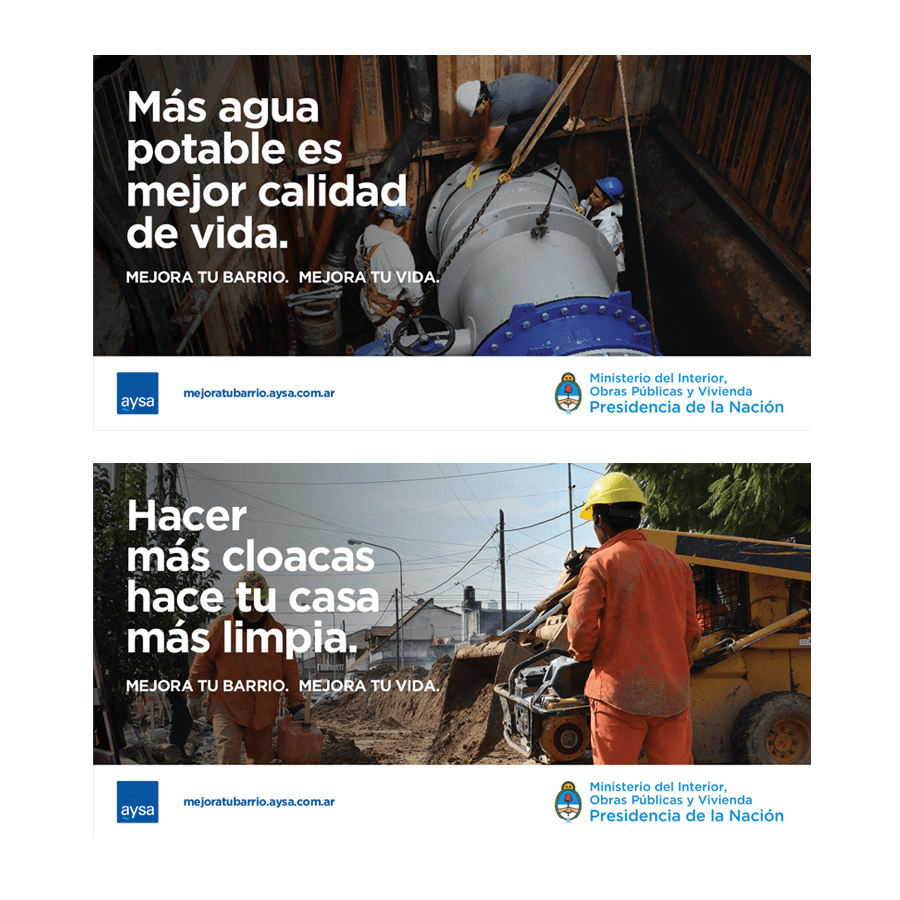 Más agua
potable es
mejor calidad
de vida.
MEJORA TU BARRIO. MEJORA TU VIDA.
aysa
mejoratubarrio.aysa.com.ar
Ministerio del Interior,
Obras Públicas y Vivienda
Presidencia de la Nación
Hacer
más cloacas
hace tu casa
más limpia.
MEJORA TU BARRIO. MEJORA TU VIDA.
aysa
mejoratubarrio.aysa.com.ar
Ministerio del Interior,
Obras Públicas y Vivienda
Presidencia de la Nación